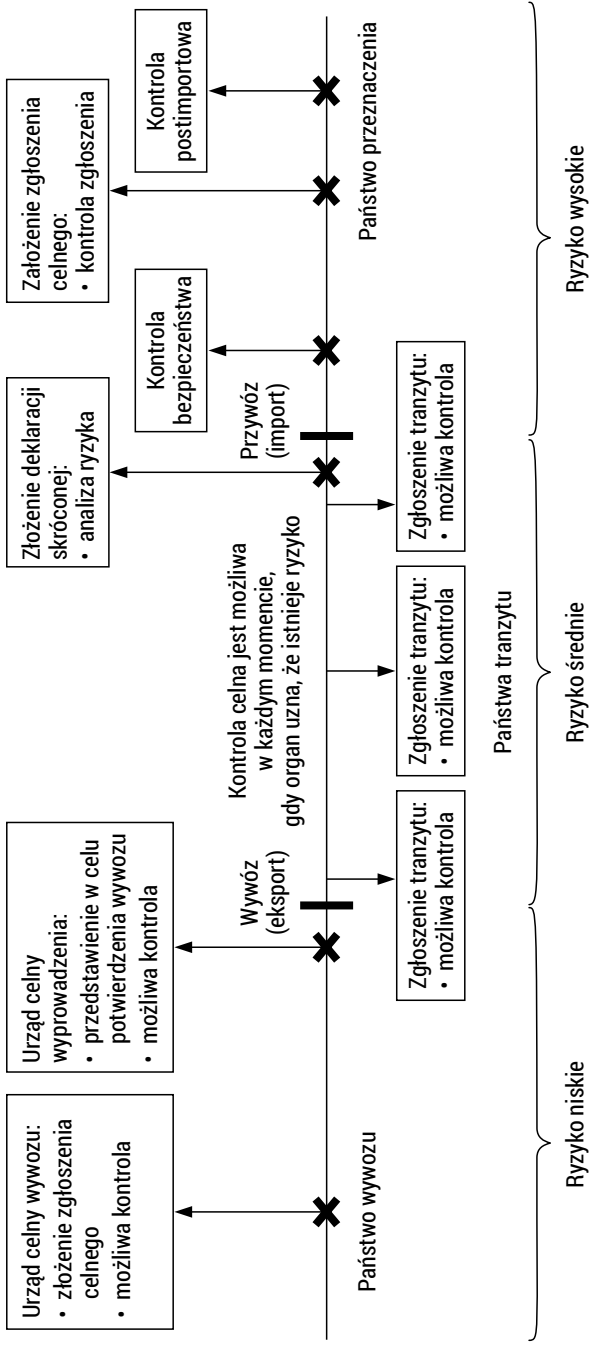 Urząd celny wywozu:
• złożenie zgłoszenia
celnego
• możliwa kontrola
Urząd celny
wyprowadzenia:
• przedstawienie w celu
potwierdzenia wywozu
• możliwa kontrola
Złożenie deklaracji
skróconej:
• analiza ryzyka
Założenie zgłoszenia
celnego:
• kontrola zgłoszenia
Kontrola
bezpieczeństwa
Kontrola
postimportowa
Wywóz
(eksport)
Kontrola celna jest możliwa
w każdym momencie,
gdy organ uzna, że istnieje ryzyko
Przywóz
(import)
Państwo wywozu
Państwo przeznaczenia
Zgłoszenie tranzytu:
• możliwa kontrola
Zgłoszenie tranzytu:
• możliwa kontrola
Zgłoszenie tranzytu:
• możliwa kontrola
Państwa tranzytu
Ryzyko niskie
Ryzyko średnie
Ryzyko wysokie